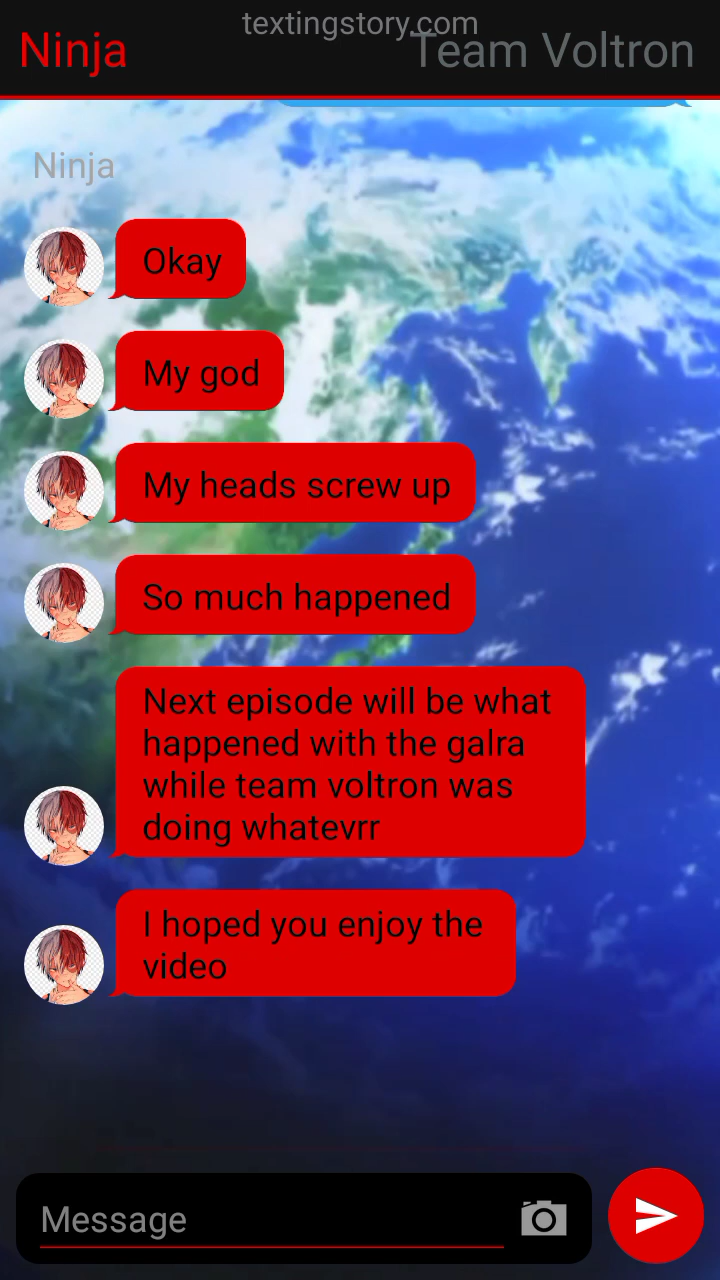 textingstory.com
Ninja
Team Voltron
Ninja
Okay
My god
My heads screw up
So much happened
Next episode will be what
happened with the galra
while team voltron was
doing whatevrr
I hoped you enjoy the
video
Message